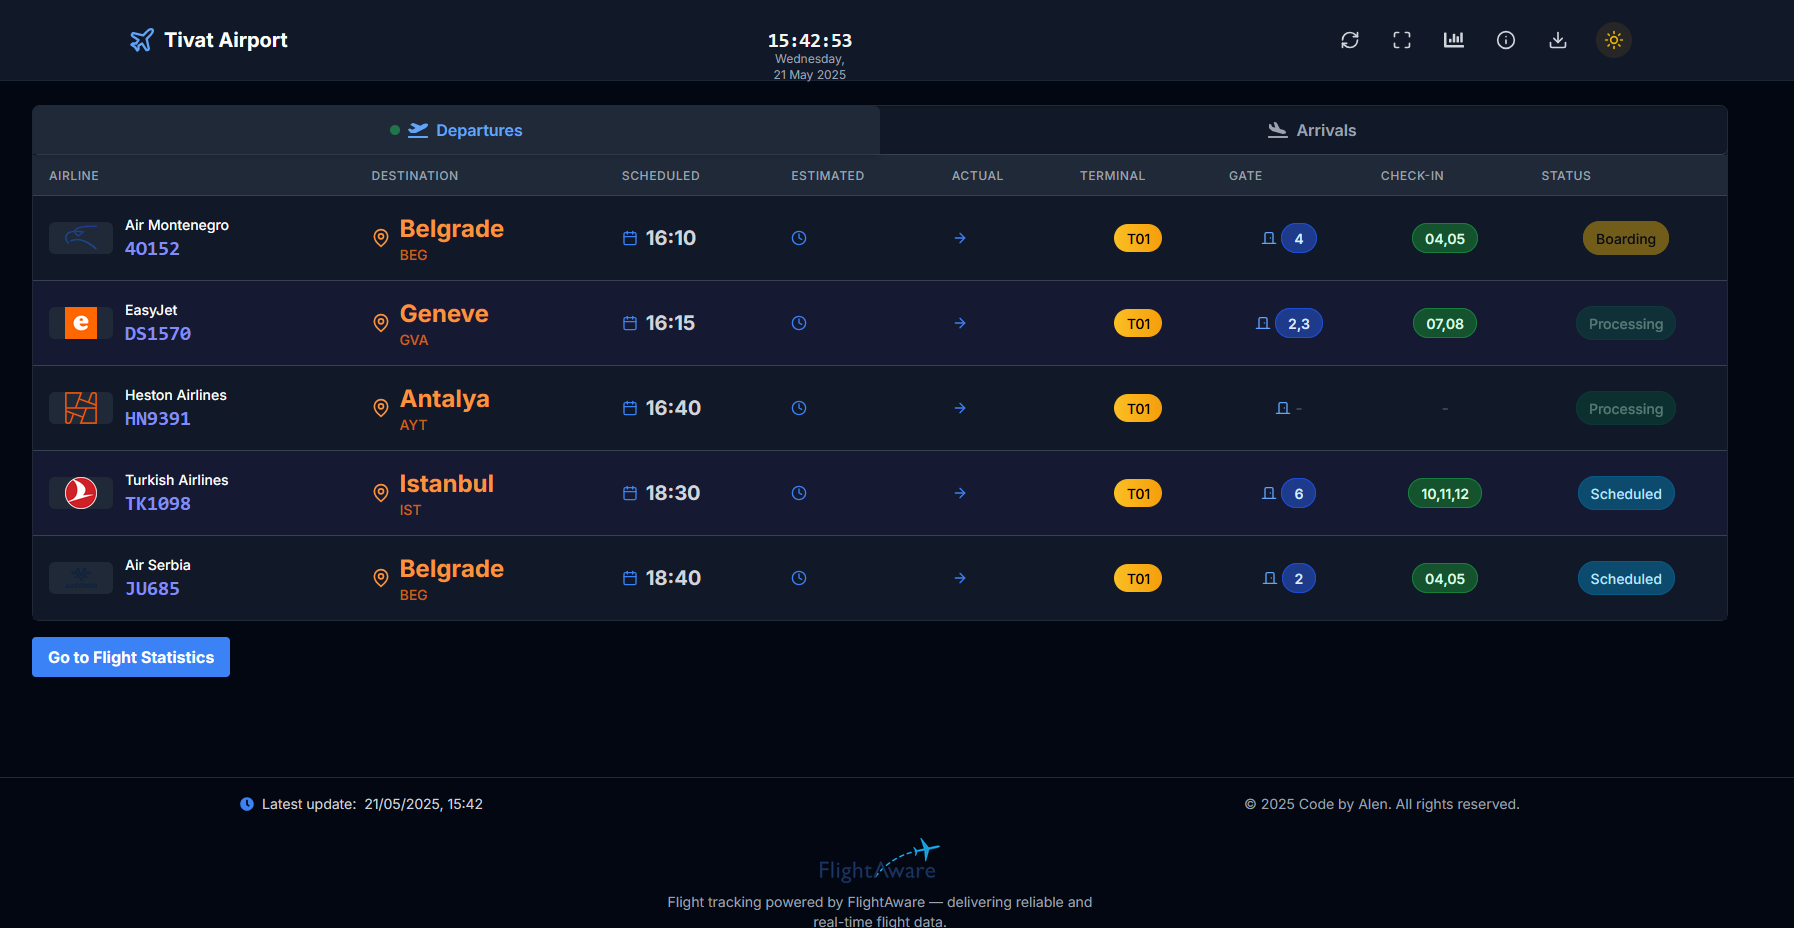 Tivat Airport
15:42:53
Wednesday,
21 May 2025
Departures
Arrivals
AIRLINE DESTINATION SCHEDULED ESTIMATED ACTUAL TERMINAL GATE CHECK-IN STATUS
Air Montenegro
4O152
Belgrade
BEG
16:10
T01
4
04,05
Boarding
EasyJet
DS1570
Geneve
GVA
16:15
T01
2,3
07,08
Processing
Heston Airlines
HN9391
Antalya
AYT
16:40
T01
-
-
Processing
Turkish Airlines
TK1098
Istanbul
IST
18:30
T01
6
10,11,12
Scheduled
Air Serbia
JU685
Belgrade
BEG
18:40
T01
2
04,05
Scheduled
Go to Flight Statistics
Latest update: 21/05/2025, 15:42
© 2025 Code by Alen. All rights reserved.
FlightAware
Flight tracking powered by FlightAware — delivering reliable and
real-time flight data.